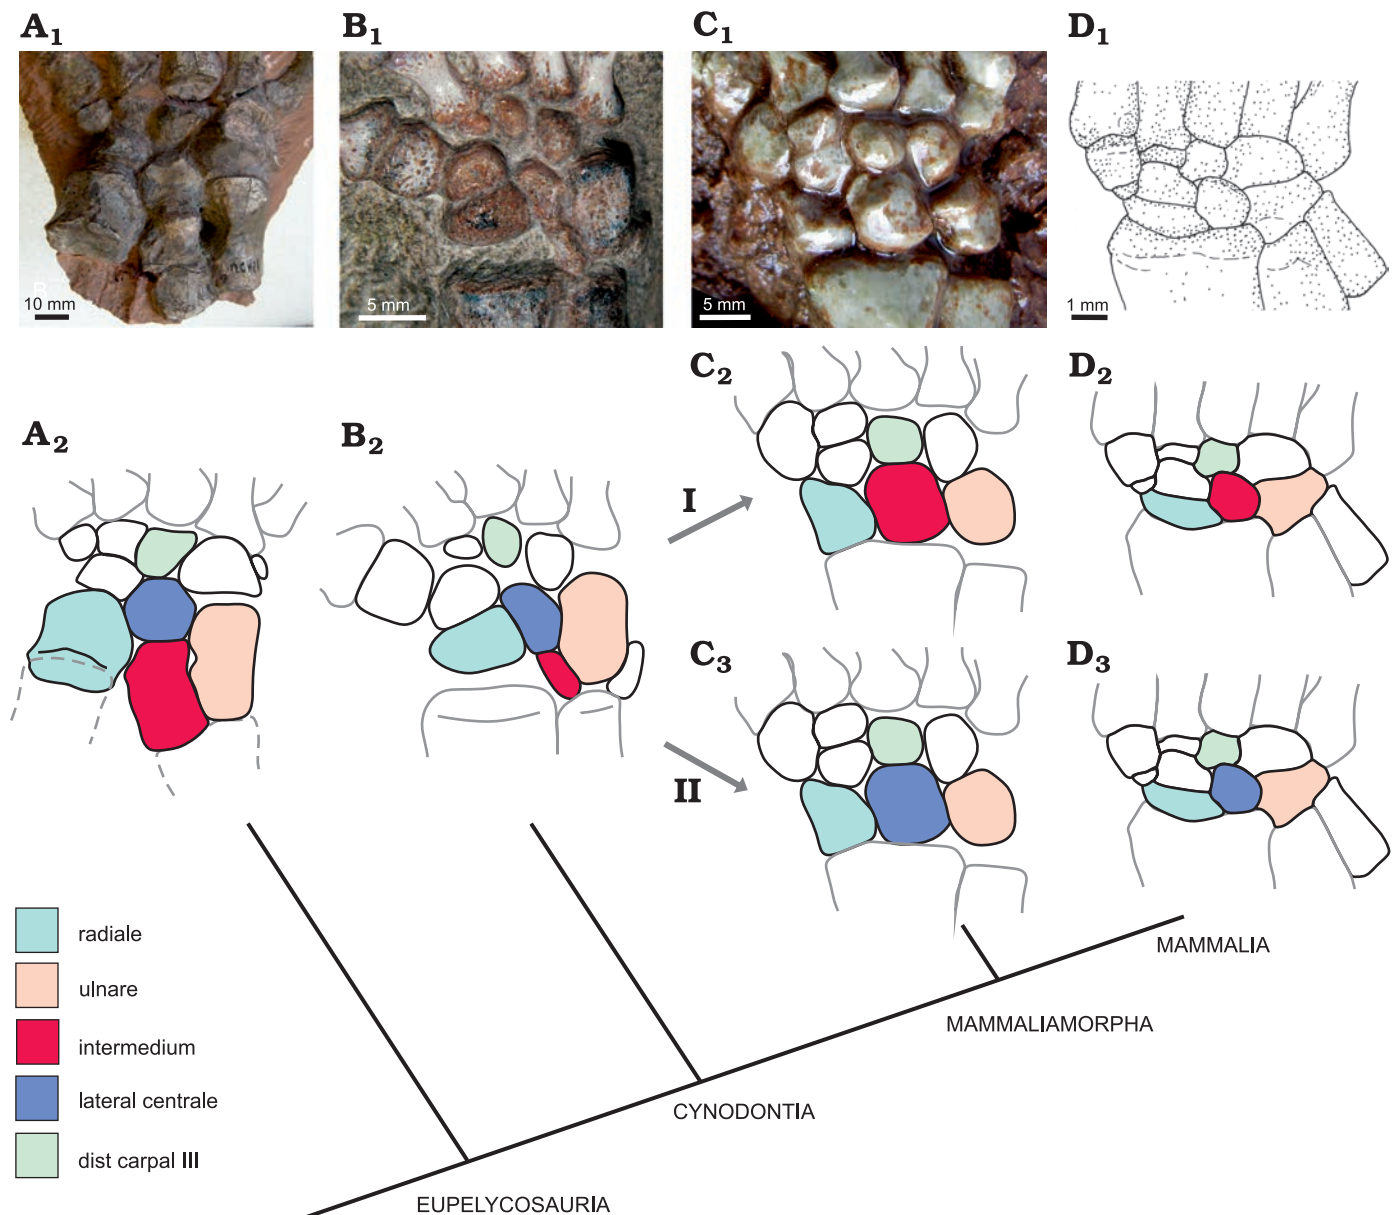 A1
B1
C1
D1
10 mm
5 mm
5 mm
1 mm
C2
D2
A2
B2
I
C3
D3
II
radiale
ulnare
intermedium
lateral centrale
dist carpal III
MAMMALIA
MAMMALIAMORPHA
CYNODONTIA
EUPELYCOSAURIA